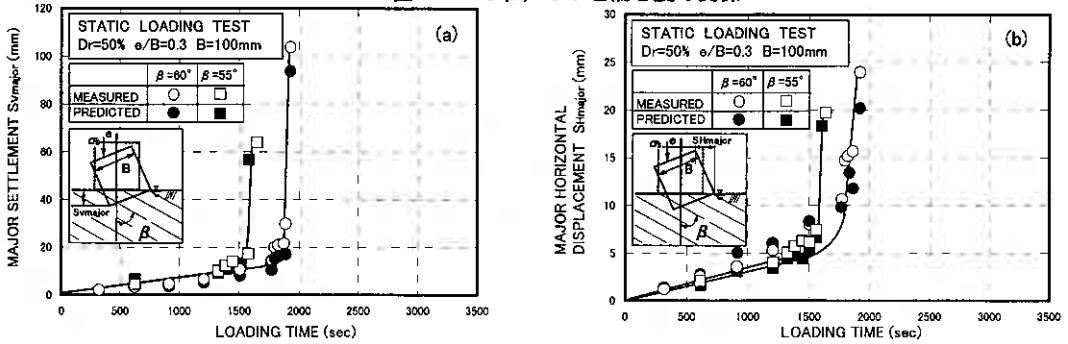 (a)
STATIC LOADING TEST
Dr=50% e/B=0.3 B=100mm
β=60° β=55°
MEASURED
PREDICTED
e
B
Svmajor
β
MAJOR SETTLEMENT Svmajor (mm)
120
100
80
60
40
20
0
0 500 1000 1500 2000 2500 3000 3500
LOADING TIME (sec)
(b)
STATIC LOADING TEST
Dr=50% e/B=0.3 B=100mm
β=60° β=55°
MEASURED
PREDICTED
e
SHmajor
B
β
MAJOR HORIZONTAL
DISPLACEMENT SHmajor (mm)
30
25
20
15
10
5
0
0 500 1000 1500 2000 2500 3000 3500
LOADING TIME (sec)